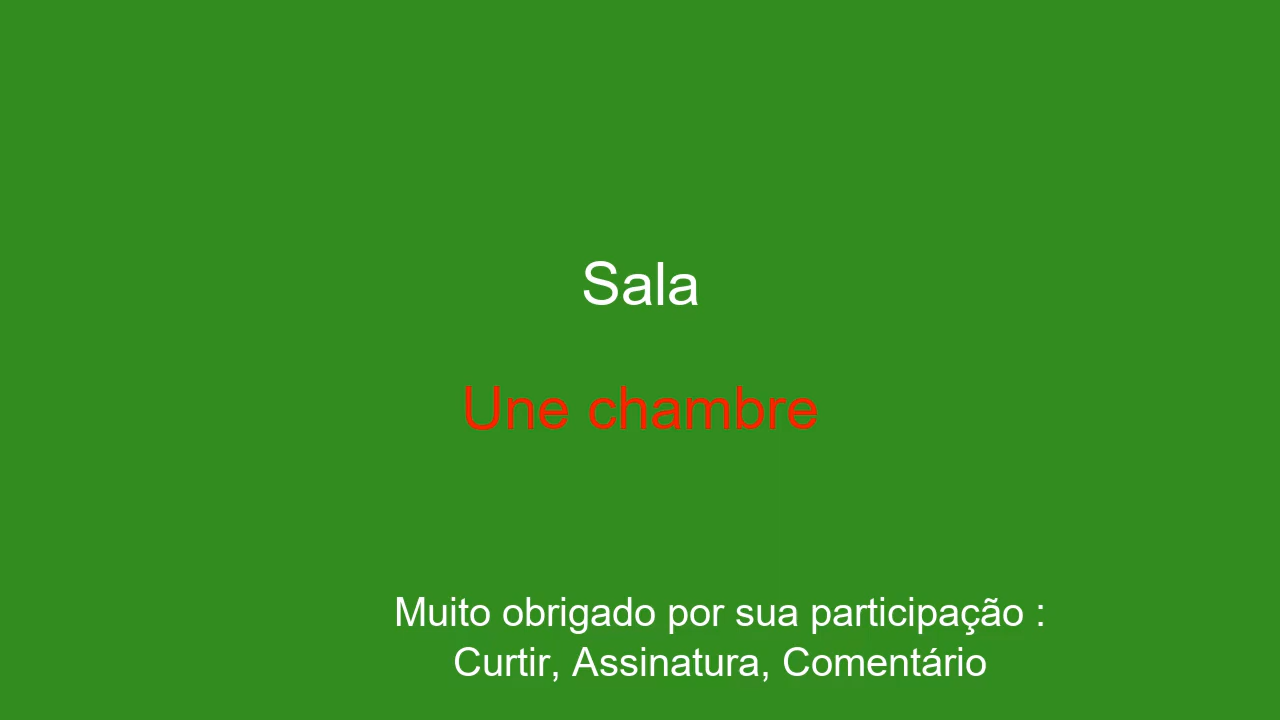 Sala
Une chambre
Muito obrigado por sua participação :
Curtir, Assinatura, Comentário